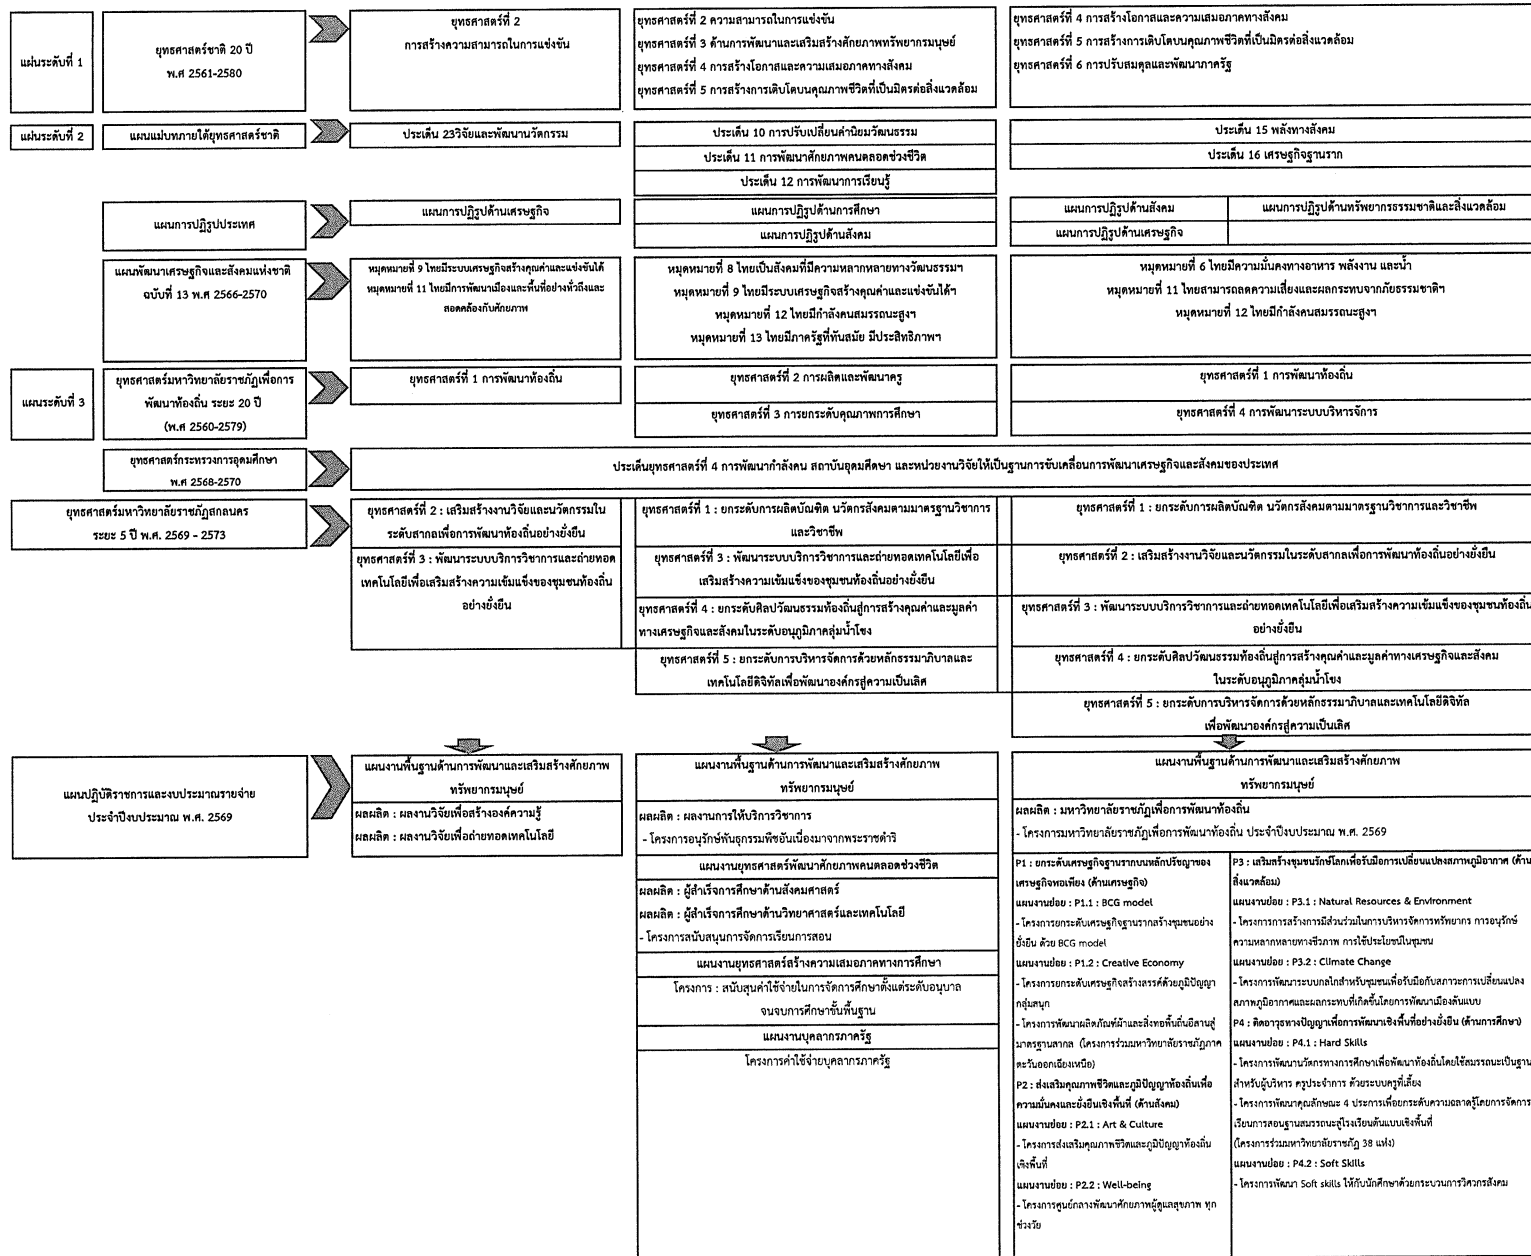 แผ่นระดับที่ 1
ยุทธศาสตร์ชาติ 20 ปี
พ.ศ 2561-2580
ยุทธศาสตร์ที่ 2
การสร้างความสามารถในการแข่งขัน
ยุทธศาสตร์ที่ 2 ความสามารถในการแข่งขัน
ยุทธศาสตร์ที่ 3 ด้านการพัฒนาและเสริมสร้างศักยภาพทรัพยากรมนุษย์
ยุทธศาสตร์ที่ 4 การสร้างโอกาสและความเสมอภาคทางสังคม
ยุทธศาสตร์ที่ 5 การสร้างการเติบโตบนคุณภาพชีวิตที่เป็นมิตรต่อสิ่งแวดล้อม
ยุทธศาสตร์ที่ 4 การสร้างโอกาสและความเสมอภาคทางสังคม
ยุทธศาสตร์ที่ 5 การสร้างการเติบโตบนคุณภาพชีวิตที่เป็นมิตรต่อสิ่งแวดล้อม
ยุทธศาสตร์ที่ 6 การปรับสมดุลและพัฒนาภาครัฐ
แผ่นระดับที่ 2
แผนแม่บทภายใต้ยุทธศาสตร์ชาติ
ประเด็น 23วิจัยและพัฒนานวัตกรรม
ประเด็น 10 การปรับเปลี่ยนค่านิยมวัฒนธรรม
ประเด็น 11 การพัฒนาศักยภาพคนตลอดช่วงชีวิต
ประเด็น 12 การพัฒนาการเรียนรู้
ประเด็น 15 พลังทางสังคม
ประเด็น 16 เศรษฐกิจฐานราก
แผนการปฏิรูปประเทศ
แผนการปฏิรูปด้านเศรษฐกิจ
แผนการปฏิรูปด้านการศึกษา
แผนการปฏิรูปด้านสังคม
แผนการปฏิรูปด้านสังคม
แผนการปฏิรูปด้านทรัพยากรธรรมชาติและสิ่งแวดล้อม
แผนการปฏิรูปด้านเศรษฐกิจ
แผนพัฒนาเศรษฐกิจและสังคมแห่งชาติ
ฉบับที่ 13 พ.ศ 2566-2570
หมุดหมายที่ 9 ไทยมีระบบเศรษฐกิจสร้างคุณค่าและแข่งขันได้
หมุดหมายที่ 11 ไทยมีการพัฒนาเมืองและพื้นที่อย่างทั่วถึงและ
สอดคล้องกับศักยภาพ
หมุดหมายที่ 8 ไทยเป็นสังคมที่มีความหลากหลายทางวัฒนธรรมฯ
หมุดหมายที่ 9 ไทยมีระบบเศรษฐกิจสร้างคุณค่าและแข่งขันได้ฯ
หมุดหมายที่ 12 ไทยมีกำลังคนสมรรถนะสูงฯ
หมุดหมายที่ 13 ไทยมีภาครัฐที่ทันสมัย มีประสิทธิภาพฯ
หมุดหมายที่ 6 ไทยมีความมั่นคงทางอาหาร พลังงาน และน้ำ
หมุดหมายที่ 11 ไทยสามารถลดความเสี่ยงและผลกระทบจากภัยธรรมชาติฯ
หมุดหมายที่ 12 ไทยมีกำลังคนสมรรถนะสูงฯ
แผนระดับที่ 3
ยุทธศาสตร์มหาวิทยาลัยราชภัฏเพื่อการ
พัฒนาท้องถิ่น ระยะ 20 ปี
(พ.ศ 2560-2579)
ยุทธศาสตร์ที่ 1 การพัฒนาท้องถิ่น
ยุทธศาสตร์ที่ 2 การผลิตและพัฒนาครู
ยุทธศาสตร์ที่ 3 การยกระดับคุณภาพการศึกษา
ยุทธศาสตร์ที่ 1 การพัฒนาท้องถิ่น
ยุทธศาสตร์ที่ 4 การพัฒนาระบบบริหารจัการ
ยุทธศาสตร์กระทรวงการอุดมศึกษา
พ.ศ 2568-2570
ประเด็นยุทธศาสตร์ที่ 4 การพัฒนากำลังคน สถาบันอุดมศึดษา และหน่วยงานวิจัยให้เป็นฐานการขับเคลื่อนการพัฒนาเศรษฐกิจและสังคมของประเทศ
ยุทธศาสตร์มหาวิทยาลัยราชภัฏสกลนคร
ระยะ 5 ปี พ.ศ. 2569 - 2573
ยุทธศาสตร์ที่ 2 : เสริมสร้างงานวิจัยและนวัตกรรมใน
ระดับสากลเพื่อการพัฒนาท้องถิ่นอย่างยั่งยืน
ยุทธศาสตร์ที่ 3 : พัฒนาระบบบริการวิชาการและถ่ายทอด
เทคโนโลยีเพื่อเสริมสร้างความเข้มแข็งของชุมชนท้องถิ่น
อย่างยั่งยืน
ยุทธศาสตร์ที่ 1 : ยกระดับการผลิตบัณฑิต นวัตรสังคมตามมาตรฐานวิชาการ
และวิชาชีพ
ยุทธศาสตร์ที่ 3 : พัฒนาระบบบริการวิชาการและถ่ายทอดเทคโนโลยีเพื่อ
เสริมสร้างความเข้มแข็งของชุมชนท้องถิ่นอย่างยั่งยืน
ยุทธศาสตร์ที่ 4 : ยกระดับศิลปวัฒนธรรมท้องถิ่นสู่การสร้างคุณค่าและมูลค่า
ทางเศรษฐกิจและสังคมในระดับอนุภูมิภาคลุ่มน้ำโขง
ยุทธศาสตร์ที่ 5 : ยกระดับการบริหารจัดการด้วยหลักธรรมาภิบาลและ
เทคโนโลยีดิจิทัลเพื่อพัฒนาองค์กรสู่ความเป็นเลิศ
ยุทธศาสตร์ที่ 1 : ยกระดับการผลิตบัณฑิต นวัตรสังคมตามมาตรฐานวิชาการและวิชาชีพ
ยุทธศาสตร์ที่ 2 : เสริมสร้างงานวิจัยและนวัตกรรมในระดับสากลเพื่อการพัฒนาท้องถิ่นอย่างยั่งยืน
ยุทธศาสตร์ที่ 3 : พัฒนาระบบบริการวิชาการและถ่ายทอดเทคโนโลยีเพื่อเสริมสร้างความเข้มแข็งของชุมชนท้องถิ่น
อย่างยั่งยืน
ยุทธศาสตร์ที่ 4 : ยกระดับศิลปวัฒนธรรมท้องถิ่นสู่การสร้างคุณค่าและมูลค่าทางเศรษฐกิจและสังคม
ในระดับอนุภูมิภาคลุ่มน้ำโขง
ยุทธศาสตร์ที่ 5 : ยกระดับการบริหารจัดการด้วยหลักธรรมาภิบาลและเทคโนโลยีดิจิทัล
เพื่อพัฒนาองค์กรสู่ความเป็นเลิศ
แผนปฏิบัติราชการและงบประมาณรายจ่าย
ประจำปีงบประมาณ พ.ศ. 2569
แผนงานพื้นฐานด้านการพัฒนาและเสริมสร้างศักยภาพ
ทรัพยากรมนุษย์
ผลผลิต : ผลงานวิจัยเพื่อสร้างองค์ความรู้
ผลผลิต : ผลงานวิจัยเพื่อถ่ายทอดเทคโนโลยี
แผนงานพื้นฐานด้านการพัฒนาและเสริมสร้างศักยภาพ
ทรัพยากรมนุษย์
ผลผลิต : ผลงานการให้บริการวิชาการ
- โครงการอนุรักษ์พันธุกรรมพืชอันเนื่องมาจากพระราชดำริ
แผนงานยุทธศาสตร์พัฒนาศักยภาพคนตลอดช่วงชีวิต
ผลผลิต : ผู้สำเร็จการศึกษาด้านสังคมศาสตร์
ผลผลิต : ผู้สำเร็จการศึกษาด้านวิทยาศาสตร์และเทคโนโลยี
- โครงการสนับสนุนการจัดการเรียนการสอน
แผนงานยุทธศาสตร์สร้างความเสมอภาคทางการศึกษา
โครงการ : สนับสุนค่าใช้จ่ายในการจัดการศึกษาตั้งแต่ระดับอนุบาล
จนจบการศึกษาขั้นพื้นฐาน
แผนงานบุคลากรภาครัฐ
โครงการค่าใช้จ่ายบุคลากรภาครัฐ
แผนงานพื้นฐานด้านการพัฒนาและเสริมสร้างศักยภาพ
ทรัพยากรมนุษย์
ผลผลิต : มหาวิทยาลัยราชภัฏเพื่อการพัฒนาท้องถิ่น
- โครงการมหาวิทยาลัยราชภัฏเพื่อการพัฒนาท้องถิ่น ประจำปีงบประมาณ พ.ศ. 2569
P1 : ยกระดับเศรษฐกิจฐานรากบนหลักปรัชญาของ
เศรษฐกิจพอเพียง (ด้านเศรษฐกิจ)
แผนงานย่อย : P1.1 : BCG model
- โครงการยกระดับเศรษฐกิจฐานรากสร้างชุมชนอย่าง
ยั่งยืน ด้วย BCG model
แผนงานย่อย : P1.2 : Creative Economy
- โครงการยกระดับเศรษฐกิจสร้างสรรค์ด้วยภูมิปัญญา
กลุ่มสนุก
- โครงการพัฒนาผลิตภัณฑ์ผ้าและสิ่งทอพื้นถิ่นอีสานสู่
มาตรฐานสากล (โครงการร่วมมหาวิทยาลัยราชภัฏภาค
ตะวันออกเฉียงเหนือ)
P2 : ส่งเสริมคุณภาพชีวิตและภูมิปัญญาท้องถิ่นเพื่อ
ความมั่นคงและยั่งยืนเชิงพื้นที่ (ด้านสังคม)
แผนงานย่อย : P2.1 : Art & Culture
- โครงการส่งเสริมคุณภาพชีวิตและภูมิปัญญาท้องถิ่น
เชิงพื้นที่
แผนงานย่อย : P2.2 : Well-being
- โครงการศูนย์กลางพัฒนาศักยภาพผู้ดูแลสุขภาพ ทุก
ช่วงวัย
P3 : เสริมสร้างชุมชนรักษ์โลกเพื่อรับมือการเปลี่ยนแปลงสภาพภูมิอากาศ (ด้าน
สิ่งแวดล้อม)
แผนงานย่อย : P3.1 : Natural Resources & Environment
- โครงการการสร้างการมีส่วนร่วมในการบริหารจัดการทรัพยากร การอนุรักษ์
ความหลากหลายทางชีวภาพ การใช้ประโยชน์ในชุมชน
แผนงานย่อย : P3.2 : Climate Change
- โครงการพัฒนาระบบกลไกสำหรับชุมชนเพื่อรับมือกับสภาวะการเปลี่ยนแปลง
สภาพภูมิอากาศและผลกระทบที่เกิดขึ้นโดยการพัฒนาเมืองต้นแบบ
P4 : ติดอาวุธทางปัญญาเพื่อการพัฒนาเชิงพื้นที่อย่างยั่งยืน (ด้านการศึกษา)
แผนงานย่อย : P4.1 : Hard Skills
- โครงการพัฒนานวัตกรทางการศึกษาเพื่อพัฒนาท้องถิ่นโดยใช้สมรรถนะเป็นฐาน
สำหรับผู้บริหาร ครูประจำการ ด้วยระบบครูพี่เลี้ยง
- โครงการพัฒนาคุณลักษณะ 4 ประการเพื่อยกระดับความฉลาดรู้โดยการจัดการ
เรียนการสอนฐานสมรรถนะสู่โรงเรียนต้นแบบเชิงพื้นที่
(โครงการร่วมมหาวิทยาลัยราชภัฏ 38 แห่ง)
แผนงานย่อย : P4.2 : Soft Skills
- โครงการพัฒนา Soft skills ให้กับนักศึกษาด้วยกระบวนการวิศวกรสังคม